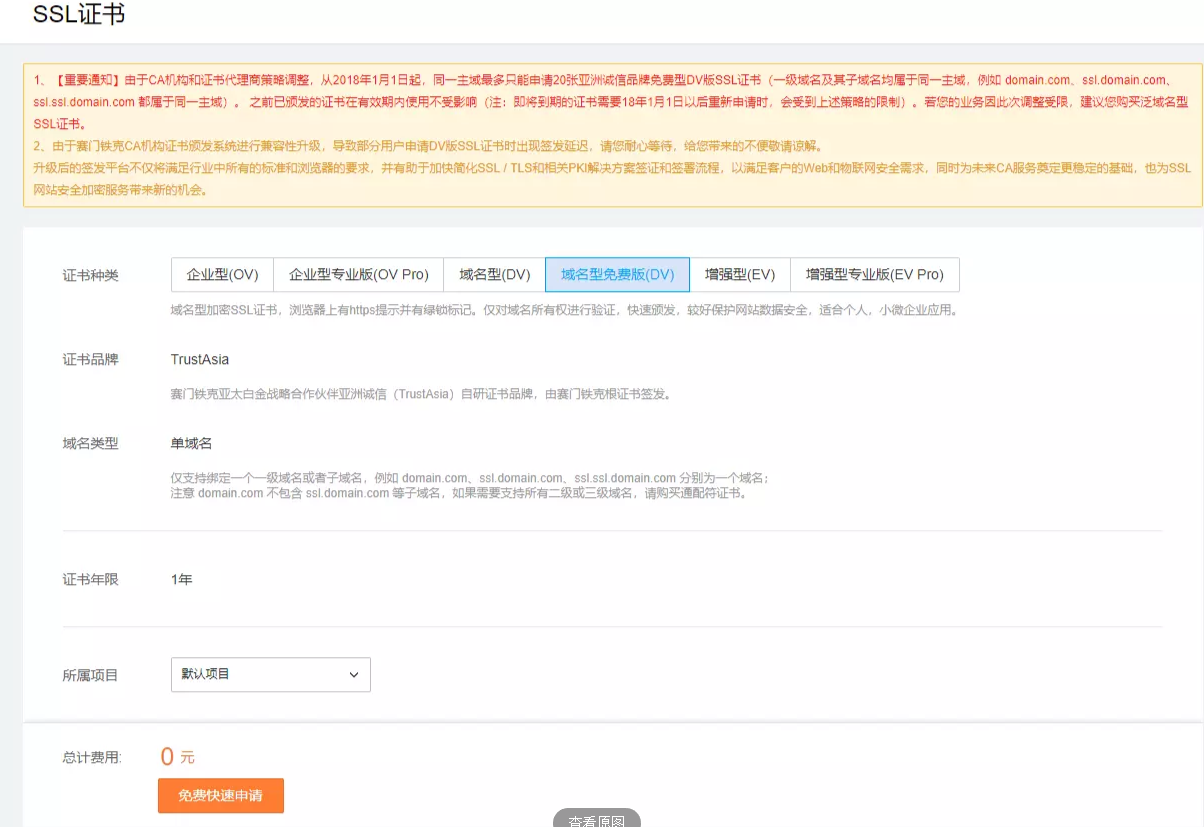 SSL证书
1、【重要通知】由于CA机构和证书代理商策略调整，从2018年1月1日起，同一主域最多只能申请20张亚洲诚信品牌免费型DV版SSL证书（一级域名及其子域名均属于同一主域，例如 domain.com、ssl.domain.com、
ssl.ssl.domain.com 都属于同一主域）。 之前已颁发的证书在有效期内使用不受影响（注：即将到期的证书需要18年1月1日以后重新申请时，会受到上述策略的限制）。若您的业务因此次调整受限，建议您购买泛域名型
SSL证书。
2、由于赛门铁克CA机构证书颁发系统进行兼容性升级，导致部分用户申请DV版SSL证书时出现签发延迟，请您耐心等待，给您带来的不便敬请谅解。
升级后的签发平台不仅将满足行业中所有的标准和浏览器的要求，并有助于加快简化SSL / TLS和相关PKI解决方案签证和签署流程，以满足客户的Web和物联网安全需求，同时为未来CA服务奠定更稳定的基础，也为SSL
网站安全加密服务带来新的机会。
证书种类 企业型(OV) 企业型专业版(OV Pro) 域名型(DV) 域名型免费版(DV) 增强型(EV) 增强型专业版(EV Pro)
域名型加密SSL证书，浏览器上有https提示并有绿锁标记。仅对域名所有权进行验证，快速颁发，较好保护网站数据安全，适合个人，小微企业应用。
证书品牌 TrustAsia
赛门铁克亚太白金战略合作伙伴亚洲诚信（TrustAsia）自研证书品牌，由赛门铁克根证书签发。
域名类型 单域名
仅支持绑定一个一级域名或者子域名，例如 domain.com、ssl.domain.com、ssl.ssl.domain.com 分别为一个域名；
注意 domain.com 不包含 ssl.domain.com 等子域名，如果需要支持所有二级或三级域名，请购买通配符证书。
证书年限 1年
所属项目 默认项目
总计费用: 0 元
免费快速申请
查看原图